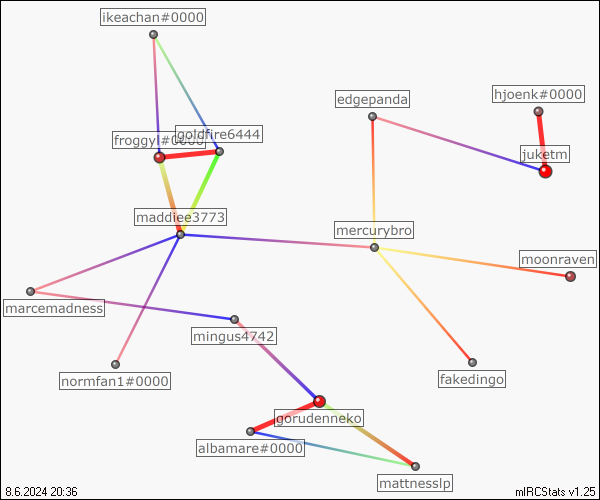 ikeachan#0000
edgepanda
hjoenk#0000
goldfire6444
froggyl#0000
juketm
maddiee3773
mercurybro
moonraven
marcemadness
mingus4742
normfan1#0000
fakedingo
gorudenneko
albamare#0000
mattnesslp
8.6.2024 20:36
mIRCStats v1.25